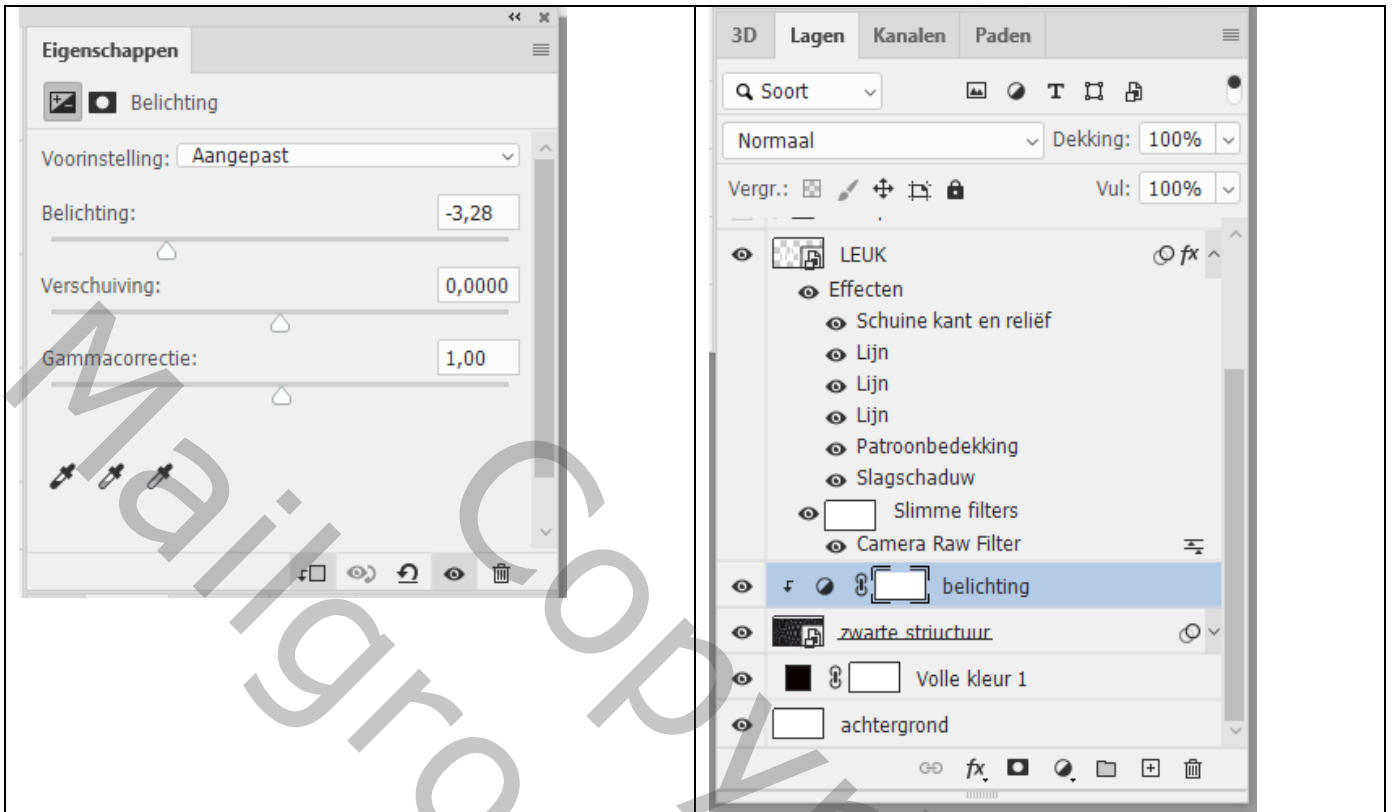 Eigenschappen
Belichting
Voorinstelling: Aangepast
Belichting: -3,28
Verschuiving: 0,0000
Gammacorrectie: 1,00
3D Lagen Kanalen Paden
Soort
Normaal Dekking: 100%
Vergr.: Vul: 100%
LEUK fx
Effecten
Schuine kant en reliëf
Lijn
Lijn
Lijn
Patroonbedekking
Slagschaduw
Slimme filters
Camera Raw Filter
belichting
zwarte striuctuur
Volle kleur 1
achtergrond
fx